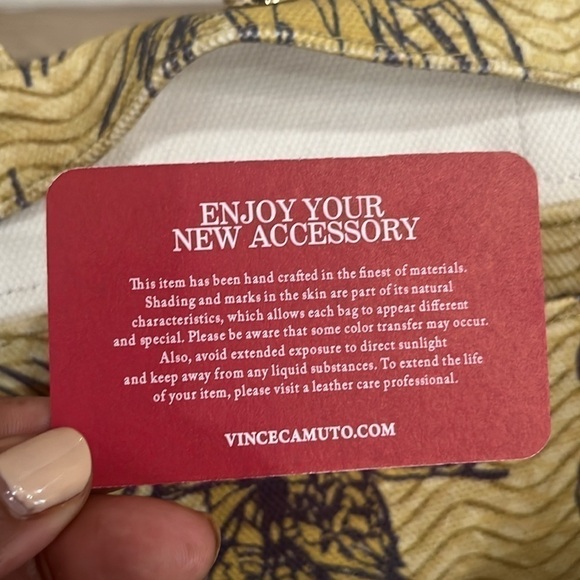 ENJOY YOUR
NEW ACCESSORY
This item has been hand crafted in the finest of materials.
Shading and marks in the skin are part of its natural
characteristics, which allows each bag to appear different
and special. Please be aware that some color transfer may occur.
Also, avoid extended exposure to direct sunlight
and keep away from any liquid substances. To extend the life
of your item, please visit a leather care professional.
VINCECAMUTO.COM